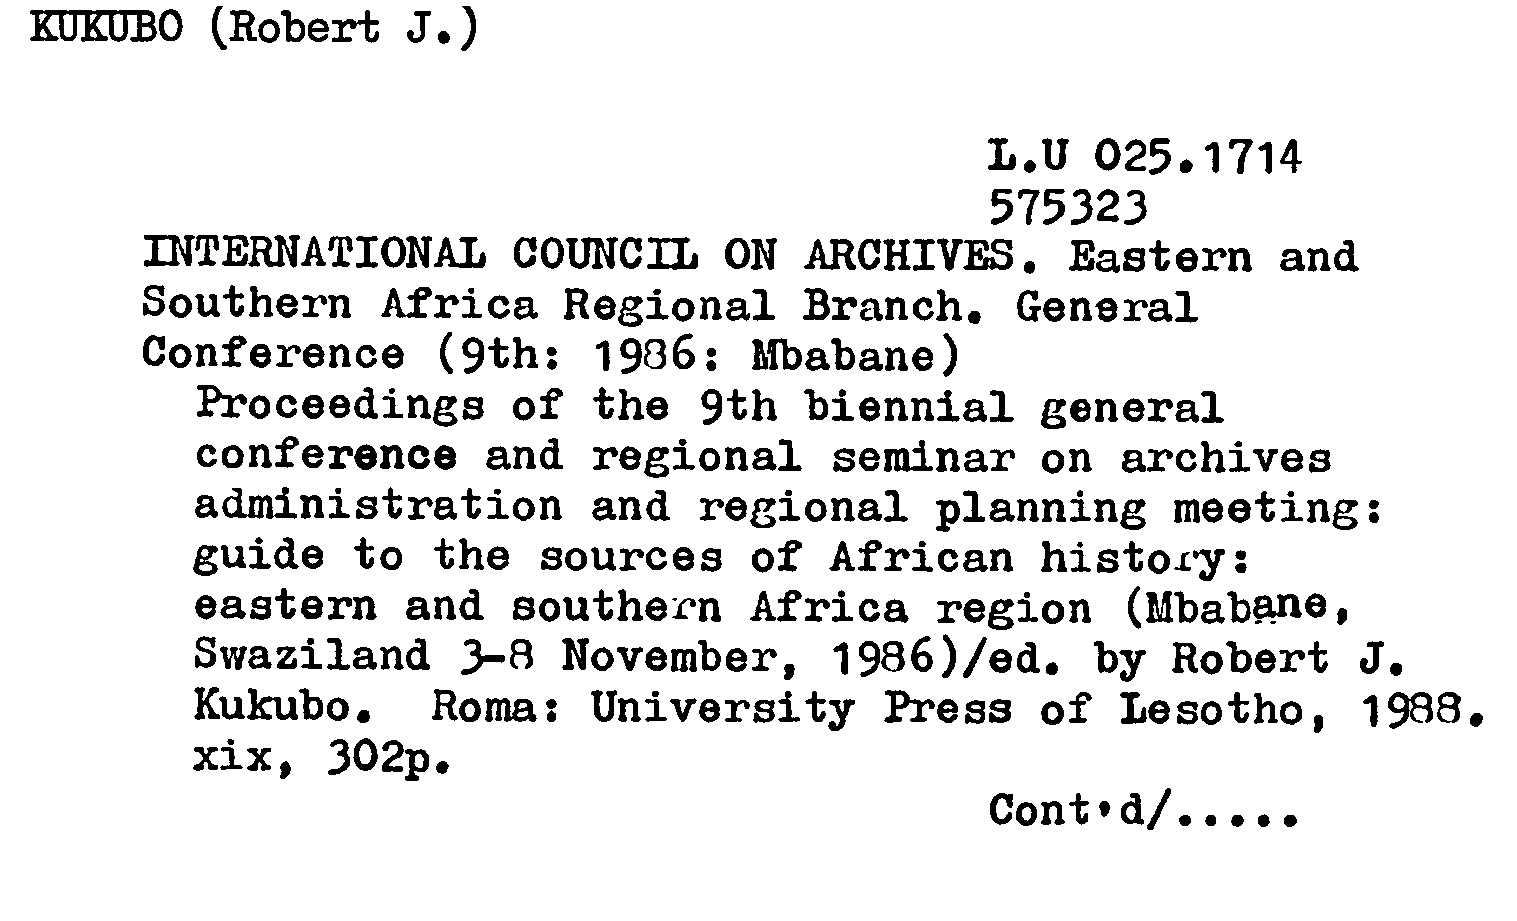 KUKUBO (Robert J.)
L.U 025.1714
575323
INTERNATIONAL COUNCIL ON ARCHIVES. Eastern and
Southern Africa Regional Branch. General
Conference (9th: 1986: Mbabane)
Proceedings of the 9th biennial general
conference and regional seminar on archives
administration and regional planning meeting:
guide to the sources of African history:
eastern and southern Africa region (Mbabane,
Swaziland 3-8 November, 1986)/ed. by Robert J.
Kukubo. Roma: University Press of Lesotho, 1988.
xix, 302p.
Cont'd/.....